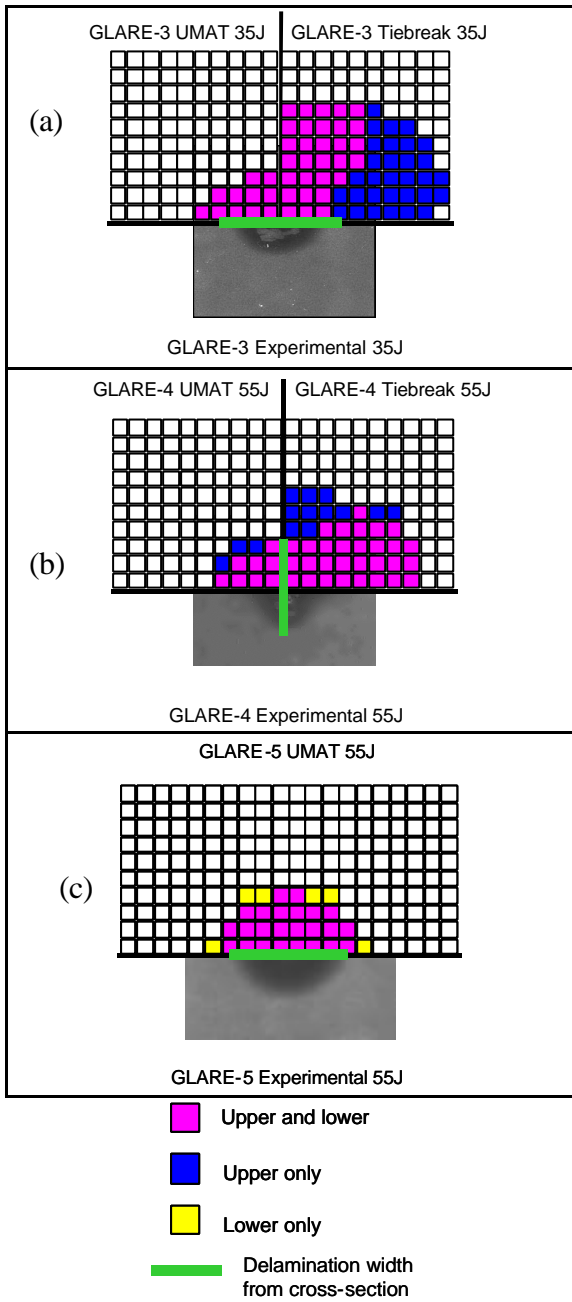 GLARE-3 UMAT 35J
GLARE-3 Tiebreak 35J
(a)
GLARE-3 Experimental 35J
GLARE-4 UMAT 55J
GLARE-4 Tiebreak 55J
(b)
GLARE-4 Experimental 55J
GLARE-5 UMAT 55J
(c)
GLARE-5 Experimental 55J
Upper and lower
Upper only
Lower only
Delamination width
from cross-section